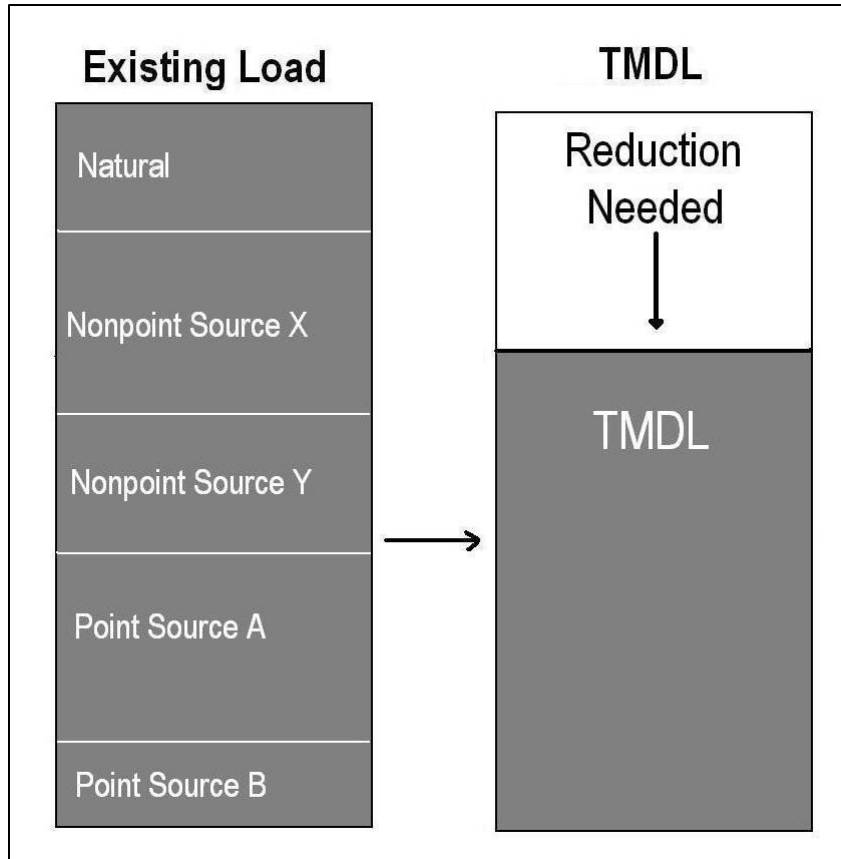 Existing Load
Natural
Nonpoint Source X
Nonpoint Source Y
Point Source A
Point Source B
TMDL
Reduction
Needed
TMDL